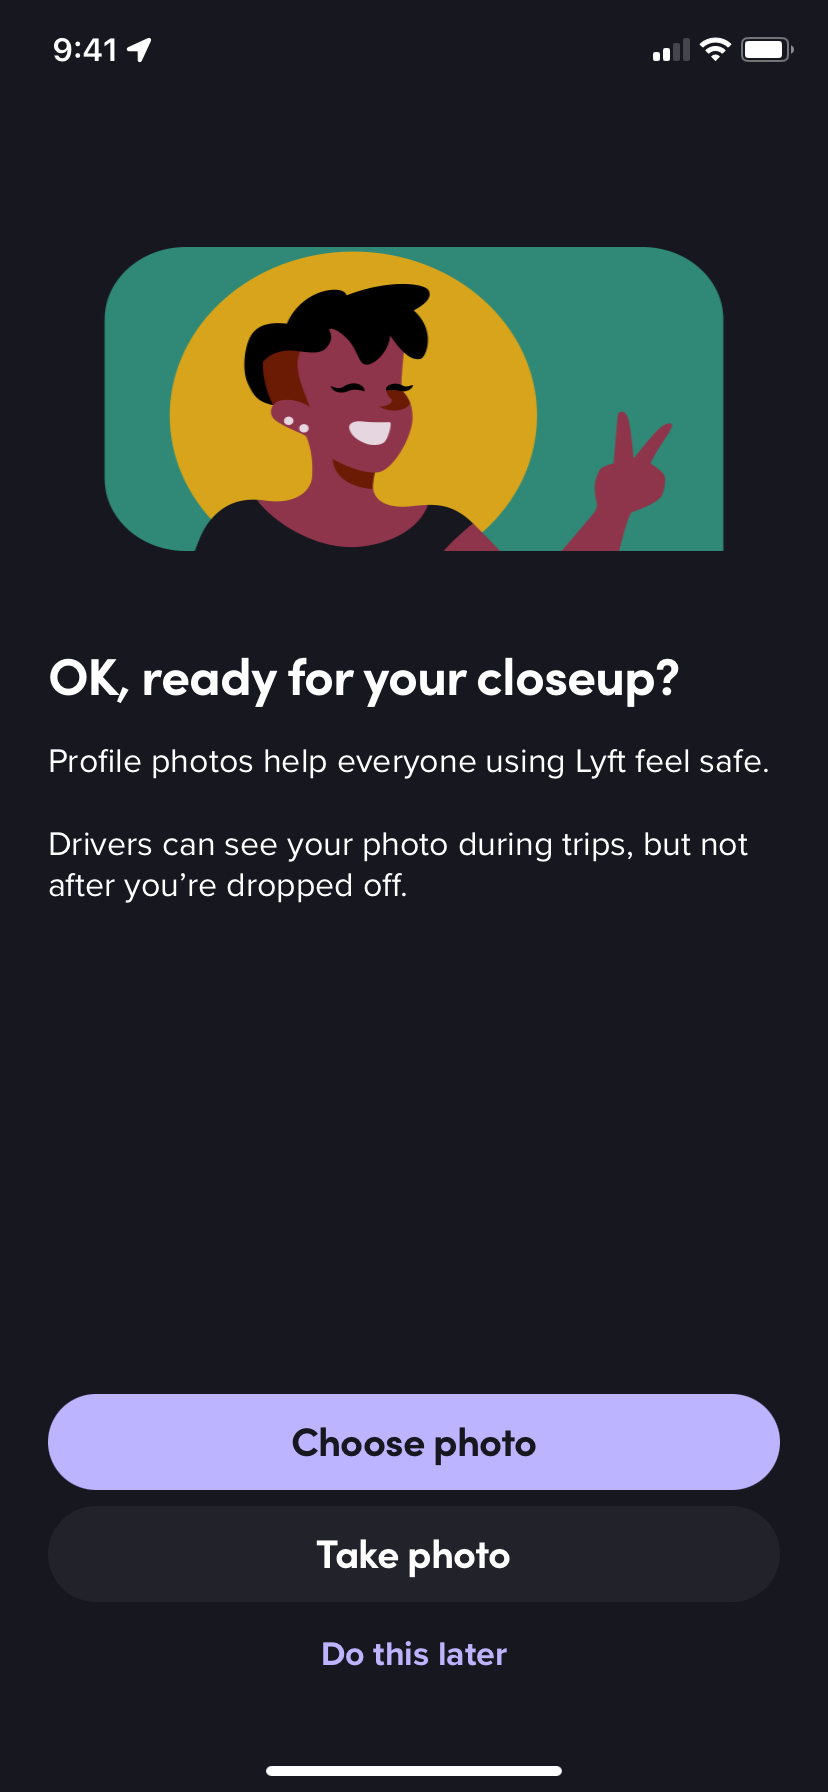 9:41
OK, ready for your closeup?
Profile photos help everyone using Lyft feel safe.
Drivers can see your photo during trips, but not
after you’re dropped off.
Choose photo
Take photo
Do this later